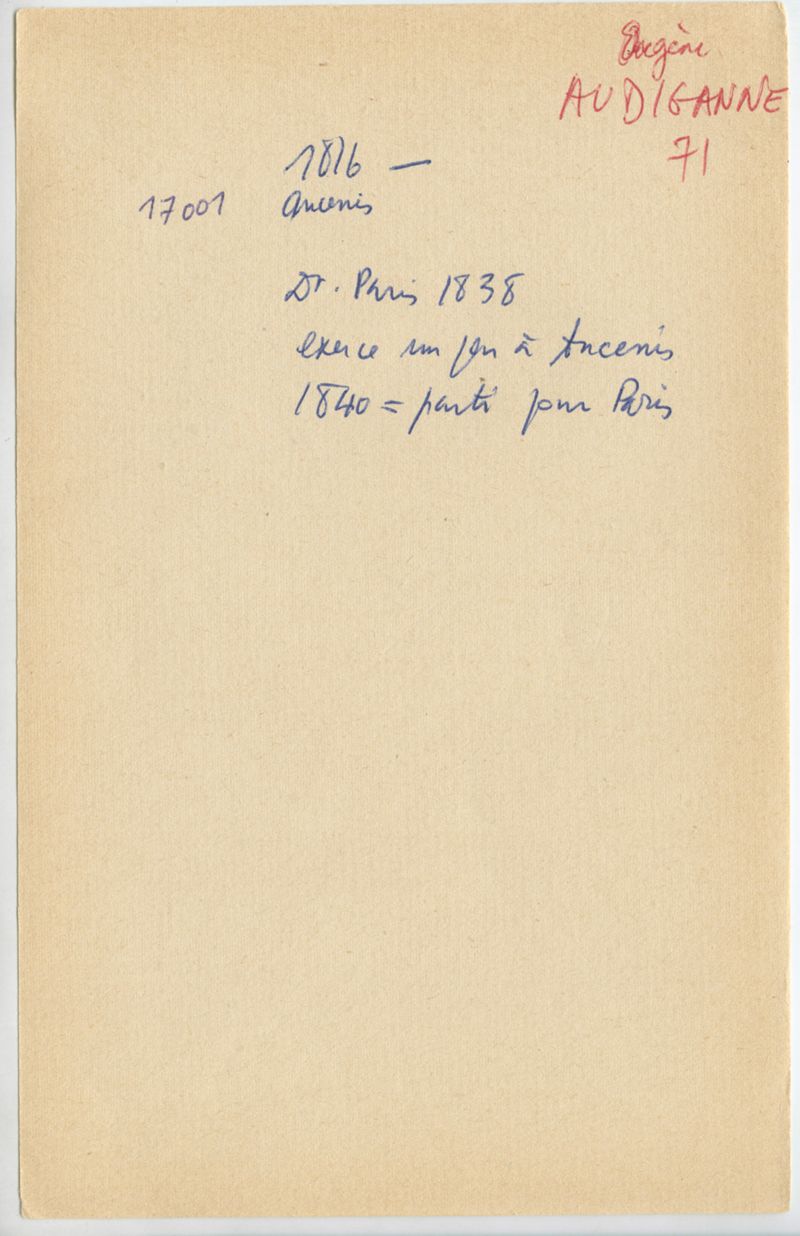 Eugène
AUDIGANNE
71
1816 —
17001 Ancenis
Dr. Paris 1838
exerce un peu à Ancenis
1840 = parti pour Paris